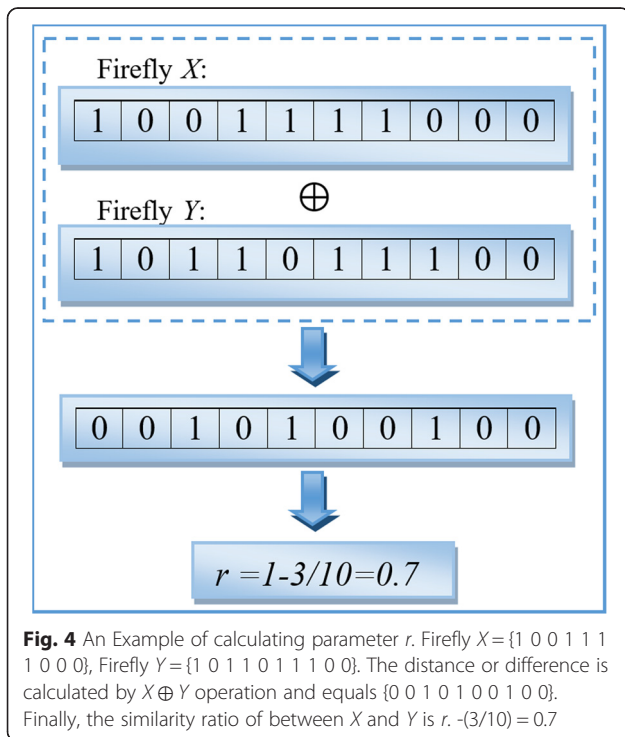 Firefly X:
1 0 0 1 1 1 1 0 0 0
⊕
Firefly Y:
1 0 1 1 0 1 1 1 0 0
0 0 1 0 1 0 0 1 0 0
r =1-3/10=0.7
Fig. 4 An Example of calculating parameter r. Firefly X = {1 0 0 1 1 1
1 0 0 0}, Firefly Y = {1 0 1 1 0 1 1 1 0 0}. The distance or difference is
calculated by X ⊕ Y operation and equals {0 0 1 0 1 0 0 1 0 0}.
Finally, the similarity ratio of between X and Y is r. -(3/10) = 0.7